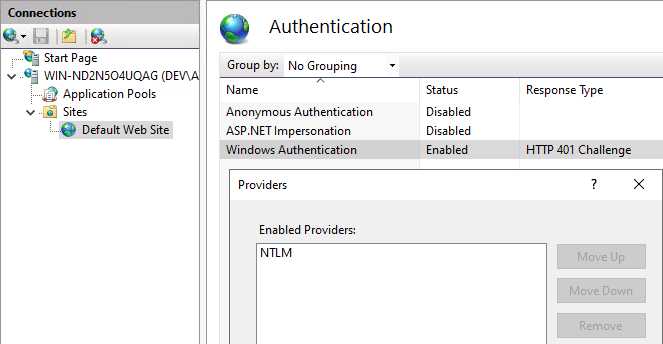 Connections
Start Page
WIN-ND2N5O4UQAG (DEV\A
Application Pools
Sites
Default Web Site
Authentication
Group by: No Grouping
Name Status Response Type
Anonymous Authentication Disabled
ASP.NET Impersonation Disabled
Windows Authentication Enabled HTTP 401 Challenge
Providers ?
Enabled Providers:
NTLM
Move Up
Move Down
Remove